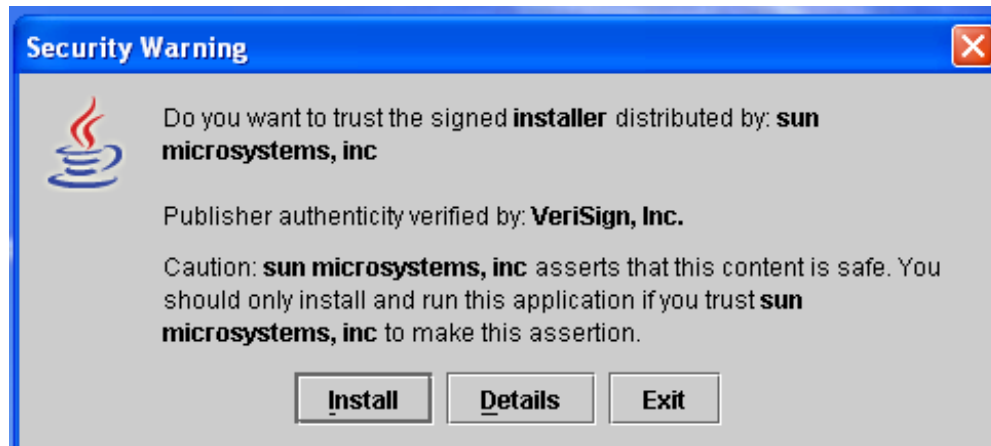 Security Warning
Do you want to trust the signed installer distributed by: sun
microsystems, inc
Publisher authenticity verified by: VeriSign, Inc.
Caution: sun microsystems, inc asserts that this content is safe. You
should only install and run this application if you trust sun
microsystems, inc to make this assertion.
Install Details Exit